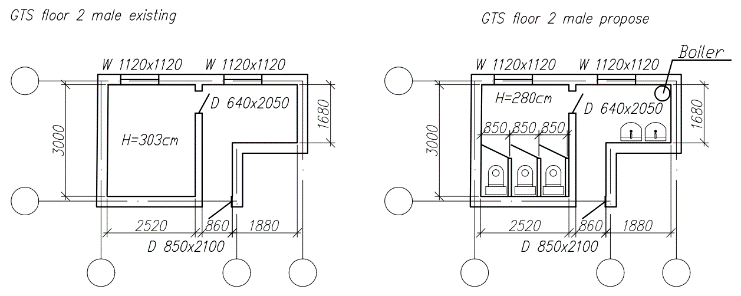 GTS floor 2 male existing
W 1120x1120
W 1120x1120
D 640x2050
H=303cm
3000
1680
2520
860
1880
D 850x2100
GTS floor 2 male propose
Boiler
W 1120x1120
W 1120x1120
H=280cm
D 640x2050
850
850
850
3000
1680
2520
860
1880
D 850x2100